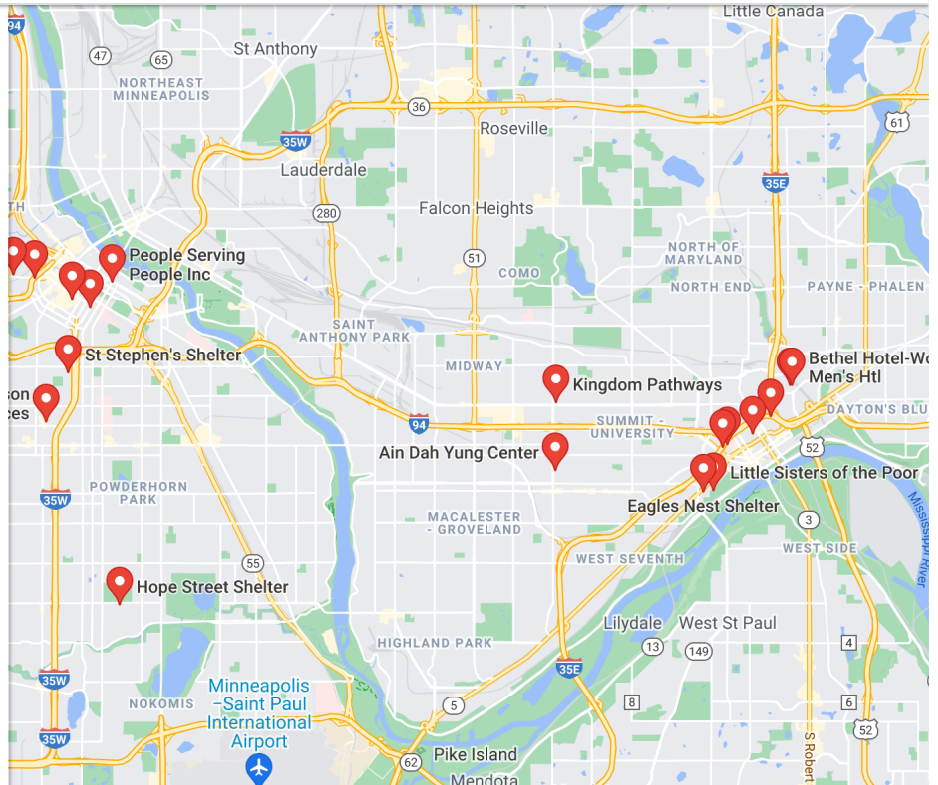 Little Canada
94
47
65
St Anthony
NORTHEAST
MINNEAPOLIS
36
61
Roseville
35W
Lauderdale
35E
TH
280
Falcon Heights
51
COMO
NORTH OF
MARYLAND
NORTH END
PAYNE - PHALEN
People Serving
People Inc
SAINT
ANTHONY PARK
St Stephen's Shelter
MIDWAY
Bethel Hotel-Wo
Men's Htl
Kingdom Pathways
son
ces
94
SUMMIT -
UNIVERSITY
DAYTON'S BLU
52
Ain Dah Yung Center
Little Sisters of the Poor
POWDERHORN
PARK
35W
Eagles Nest Shelter
MACALESTER
- GROVELAND
3
Mississippi River
WEST SEVENTH
WEST SIDE
55
Hope Street Shelter
Lilydale
West St Paul
HIGHLAND PARK
13
149
4
35E
35W
Minneapolis
-Saint Paul
International
Airport
NOKOMIS
5
8
6
52
35W
S Robert
Pike Island
62
Mendota